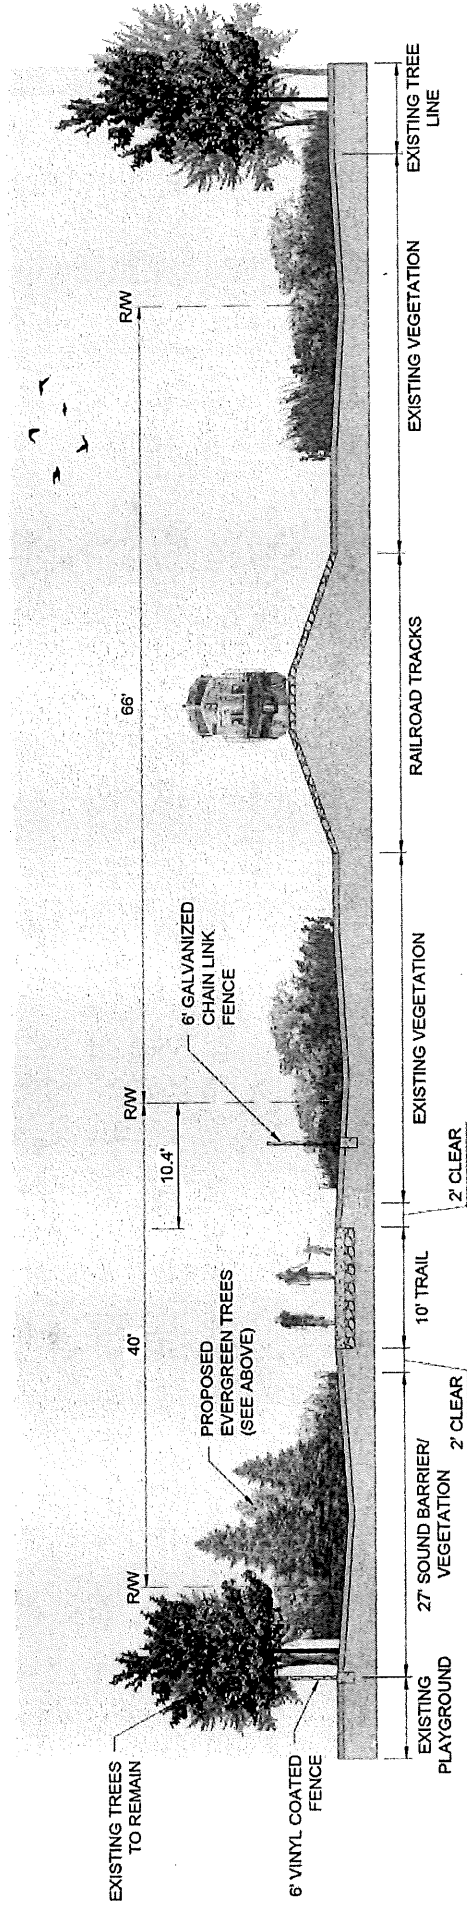 EXISTING TREES
TO REMAIN
6' VINYL COATED
FENCE
R/W
40'
PROPOSED
EVERGREEN TREES
(SEE ABOVE)
10.4'
R/W
6' GALVANIZED
CHAIN LINK
FENCE
66'
R/W
EXISTING
PLAYGROUND
27' SOUND BARRIER/
VEGETATION
2' CLEAR
10' TRAIL
2' CLEAR
EXISTING VEGETATION
RAILROAD TRACKS
EXISTING VEGETATION
EXISTING TREE
LINE